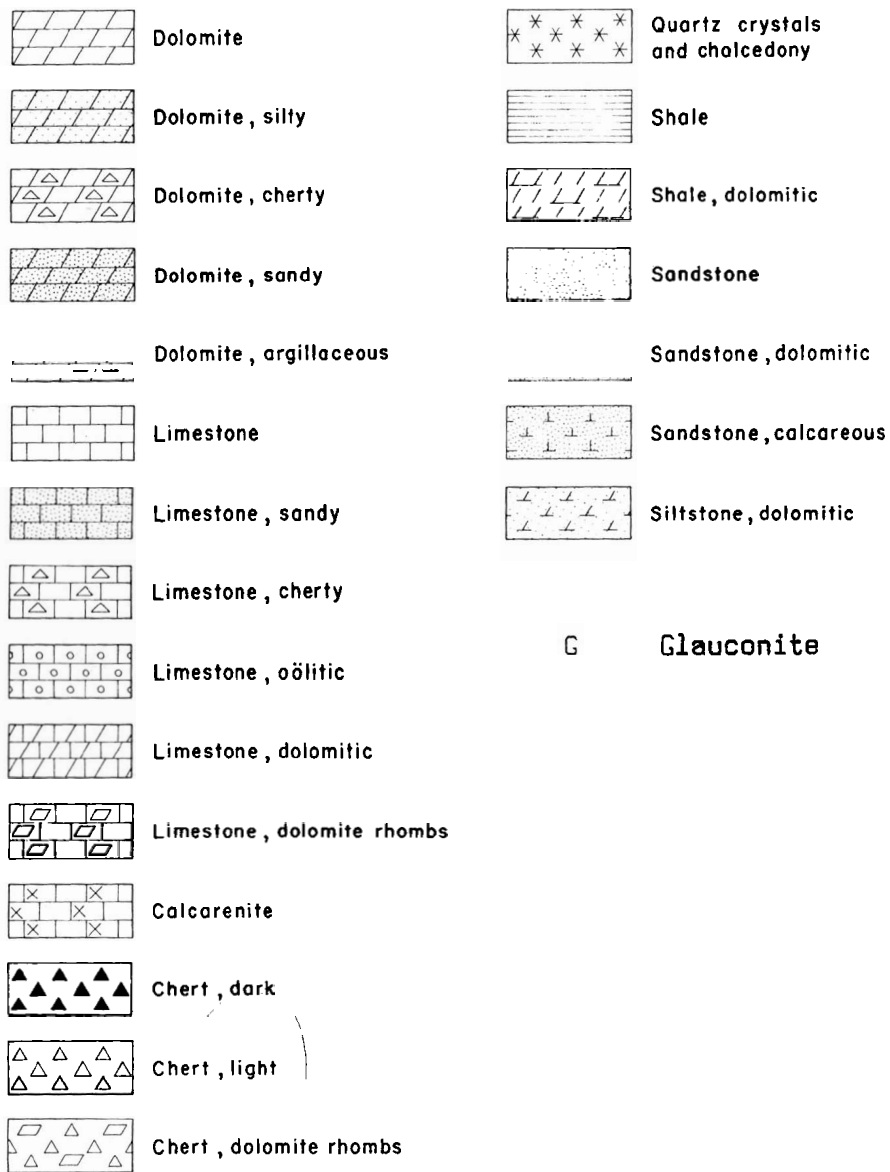 Dolomite
Dolomite, silty
Dolomite, cherty
Dolomite, sandy
Dolomite, argillaceous
Limestone
Limestone, sandy
Limestone, cherty
Limestone, oölitic
Limestone, dolomitic
Limestone, dolomite rhombs
Calcarenite
Chert, dark
Chert, light
Chert, dolomite rhombs
Quartz crystals
and chalcedony
Shale
Shale, dolomitic
Sandstone
Sandstone, dolomitic
Sandstone, calcareous
Siltstone, dolomitic
G Glauconite